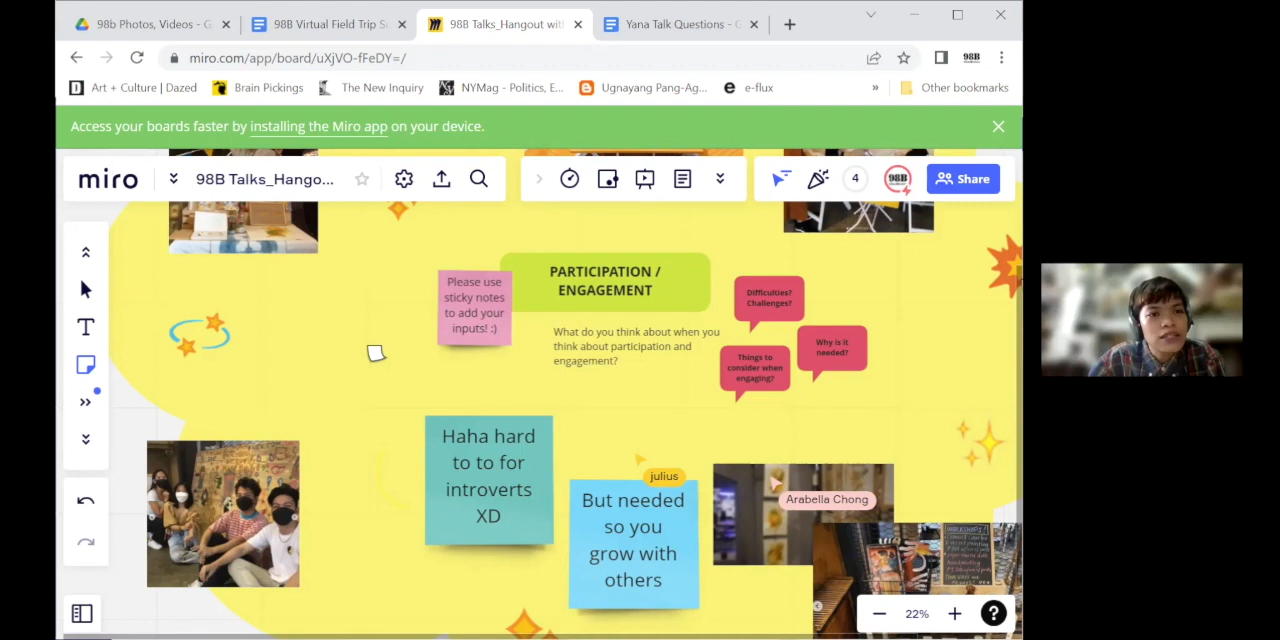 98b Photos, Videos - G
98B Virtual Field Trip S
98B Talks_Hangout wit
Yana Talk Questions - G
miro.com/app/board/uXjVO-fFeDY=/
98B
Art + Culture | Dazed
Brain Pickings
The New Inquiry
NYMag - Politics, E...
Ugnayang Pang-Ag...
e-flux
Other bookmarks
Access your boards faster by installing the Miro app on your device.
miro
98B Talks_Hango...
4
98B
Share
Please use
sticky notes
to add your
inputs! :)
PARTICIPATION /
ENGAGEMENT
What do you think about when you
think about participation and
engagement?
Difficulties?
Challenges?
Why is it
needed?
Things to
consider when
engaging?
Haha hard
to to for
introverts
XD
julius
But needed
so you
grow with
others
Arabella Chong
22%